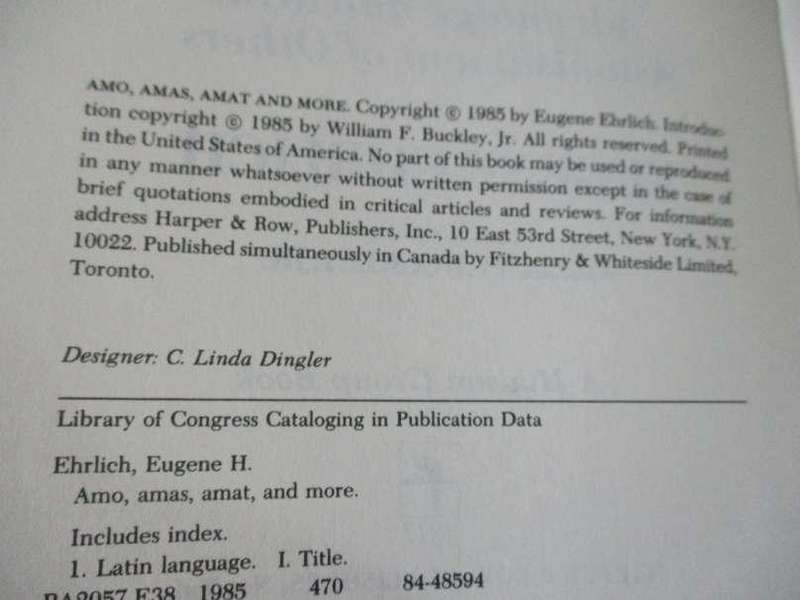 AMO, AMAS, AMAT AND MORE. Copyright © 1985 by Eugene Ehrlich. Introduc-
tion copyright © 1985 by William F. Buckley, Jr. All rights reserved. Printed
in the United States of America. No part of this book may be used or reproduced
in any manner whatsoever without written permission except in the case of
brief quotations embodied in critical articles and reviews. For information
address Harper & Row, Publishers, Inc., 10 East 53rd Street, New York, N.Y.
10022. Published simultaneously in Canada by Fitzhenry & Whiteside Limited,
Toronto.
Designer: C. Linda Dingler
Library of Congress Cataloging in Publication Data
Ehrlich, Eugene H.
Amo, amas, amat, and more.
Includes index.
1. Latin language. I. Title.
PA2057.E38 1985 470 84-48594